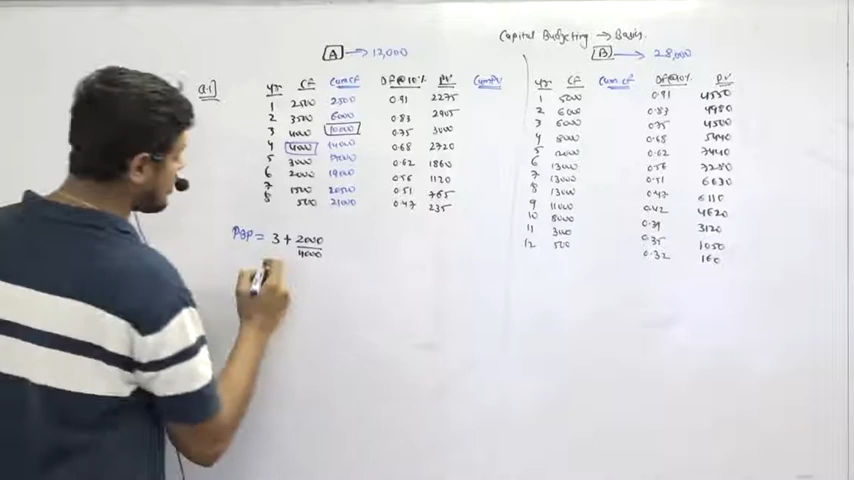 Capital Budgeting → Basis.
Q.1
A → 12,000
yr CF Cum CF DF@10% PV Cum PV
1 2500 2500 0.91 2275
2 3500 6000 0.83 2905
3 4000 10000 0.75 3000
4 4000 14000 0.68 2720
5 3000 17000 0.62 1860
6 2000 19000 0.56 1120
7 1500 20500 0.51 765
8 500 21000 0.47 235
PBP = 3 + 2000
4000
B → 28,000
yr CF Cum CF DF@10% PV
1 5000 0.91 4550
2 6000 0.83 4980
3 6000 0.75 4500
4 8000 0.68 5440
5 12000 0.62 7440
6 13000 0.56 7280
7 13000 0.51 6630
8 13000 0.47 6110
9 11000 0.42 4620
10 8000 0.39 3120
11 3000 0.35 1050
12 500 0.32 160